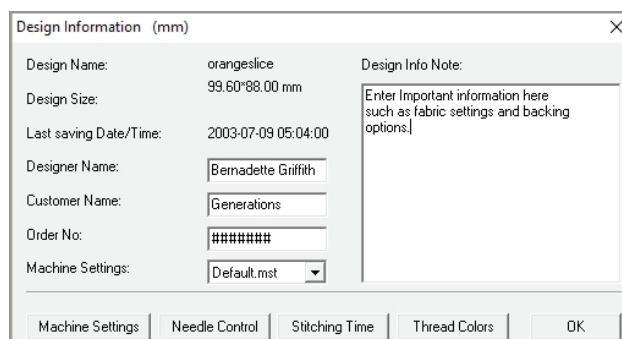 Design Information (mm)
Design Name: orangeslice
Design Size: 99.60*88.00 mm
Last saving Date/Time: 2003-07-09 05:04:00
Designer Name: Bernadette Griffith
Customer Name: Generations
Order No: #######
Machine Settings: Default.mst
Design Info Note:
Enter Important information here
such as fabric settings and backing
options.
Machine Settings Needle Control Stitching Time Thread Colors OK